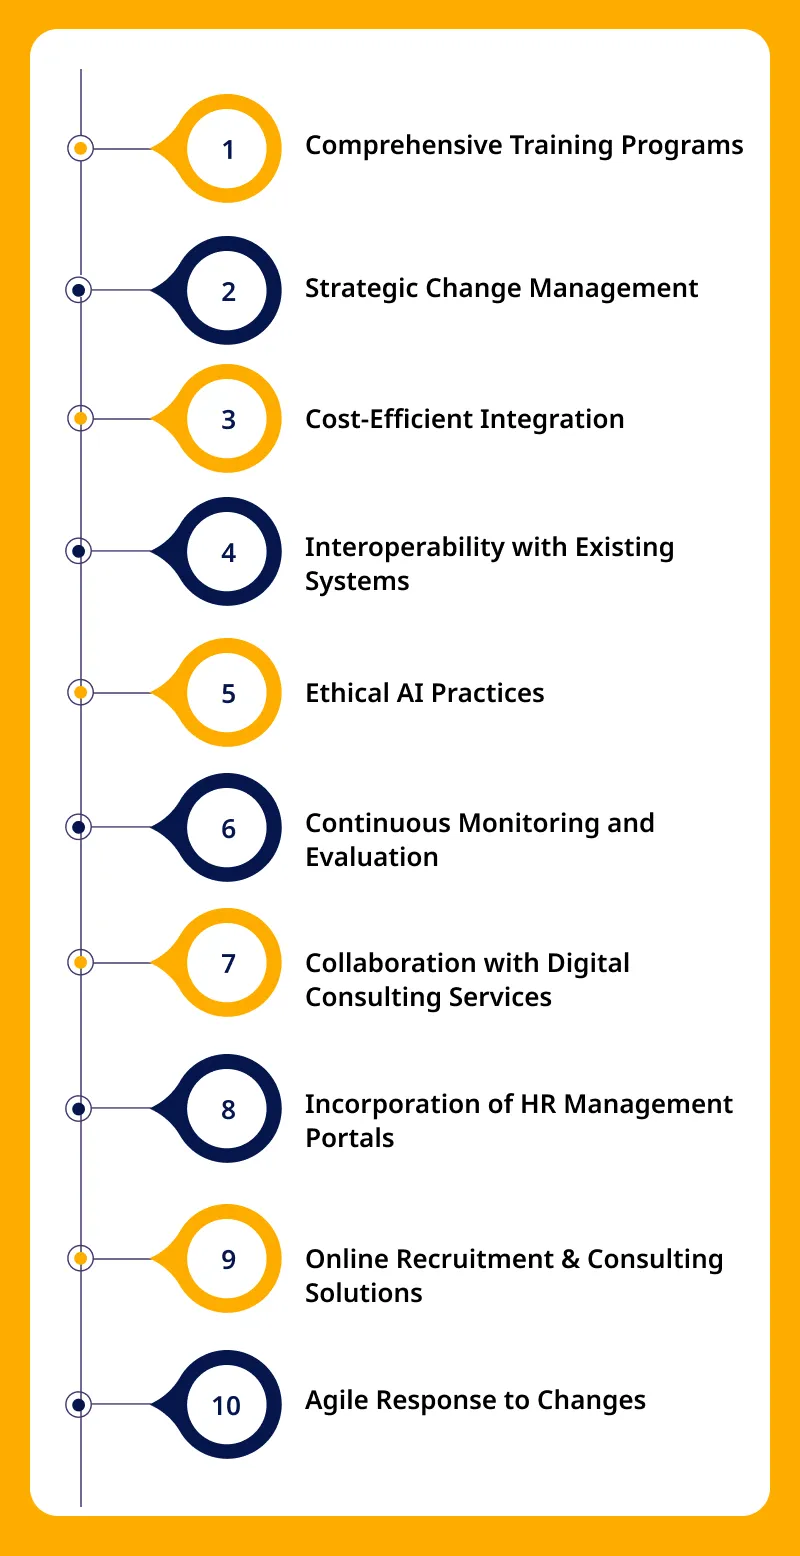 1
Comprehensive Training Programs
2
Strategic Change Management
3
Cost-Efficient Integration
4
Interoperability with Existing
Systems
5
Ethical AI Practices
6
Continuous Monitoring and
Evaluation
7
Collaboration with Digital
Consulting Services
8
Incorporation of HR Management
Portals
9
Online Recruitment & Consulting
Solutions
10
Agile Response to Changes